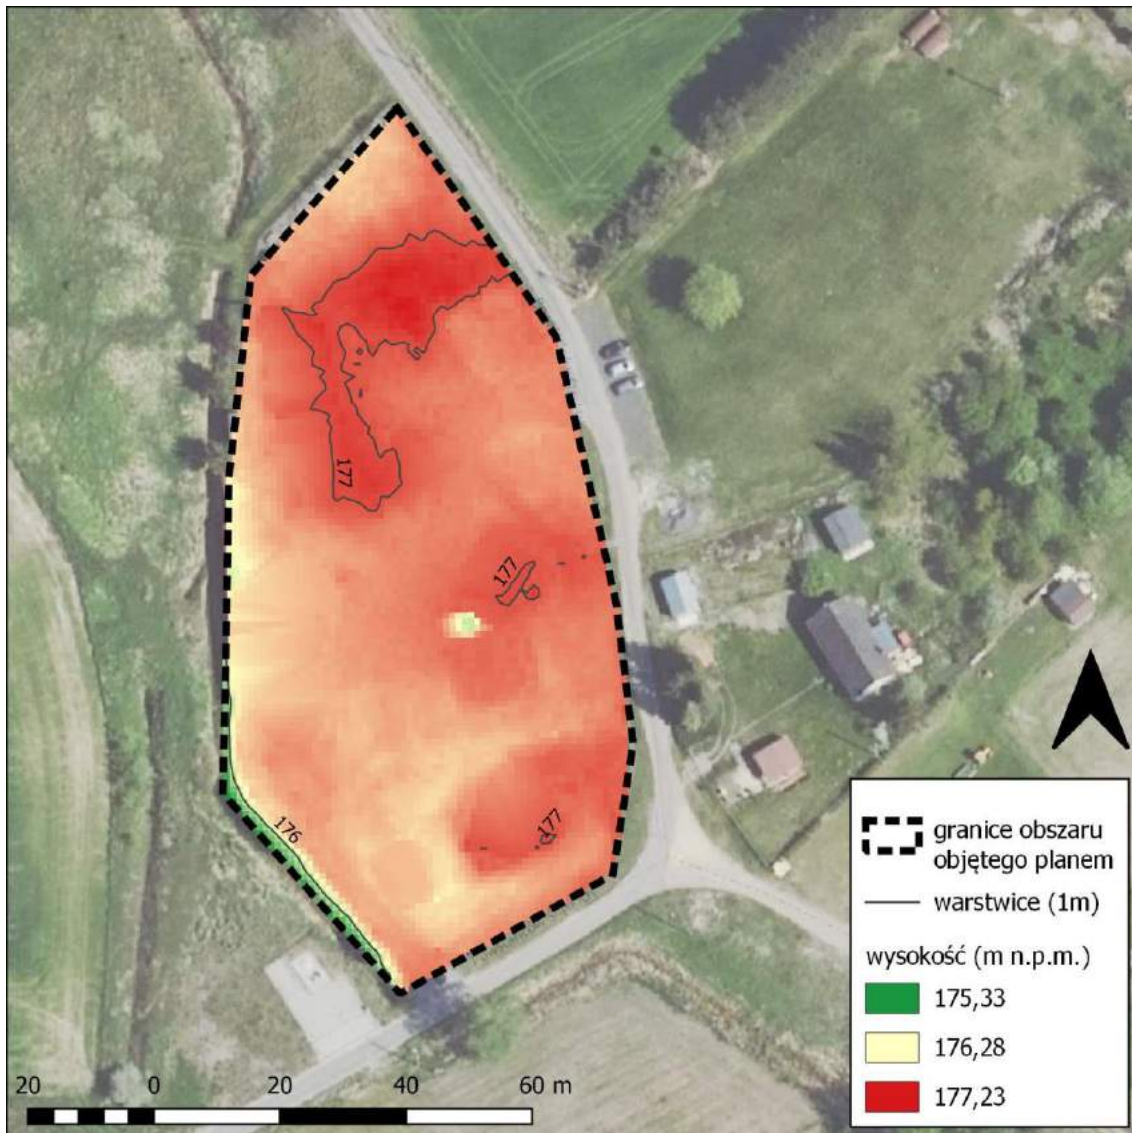 177
177
177
176
granice obszaru
objętego planem
warstwice (1m)
wysokość (m n.p.m.)
175,33
176,28
177,23
20 0 20 40 60 m